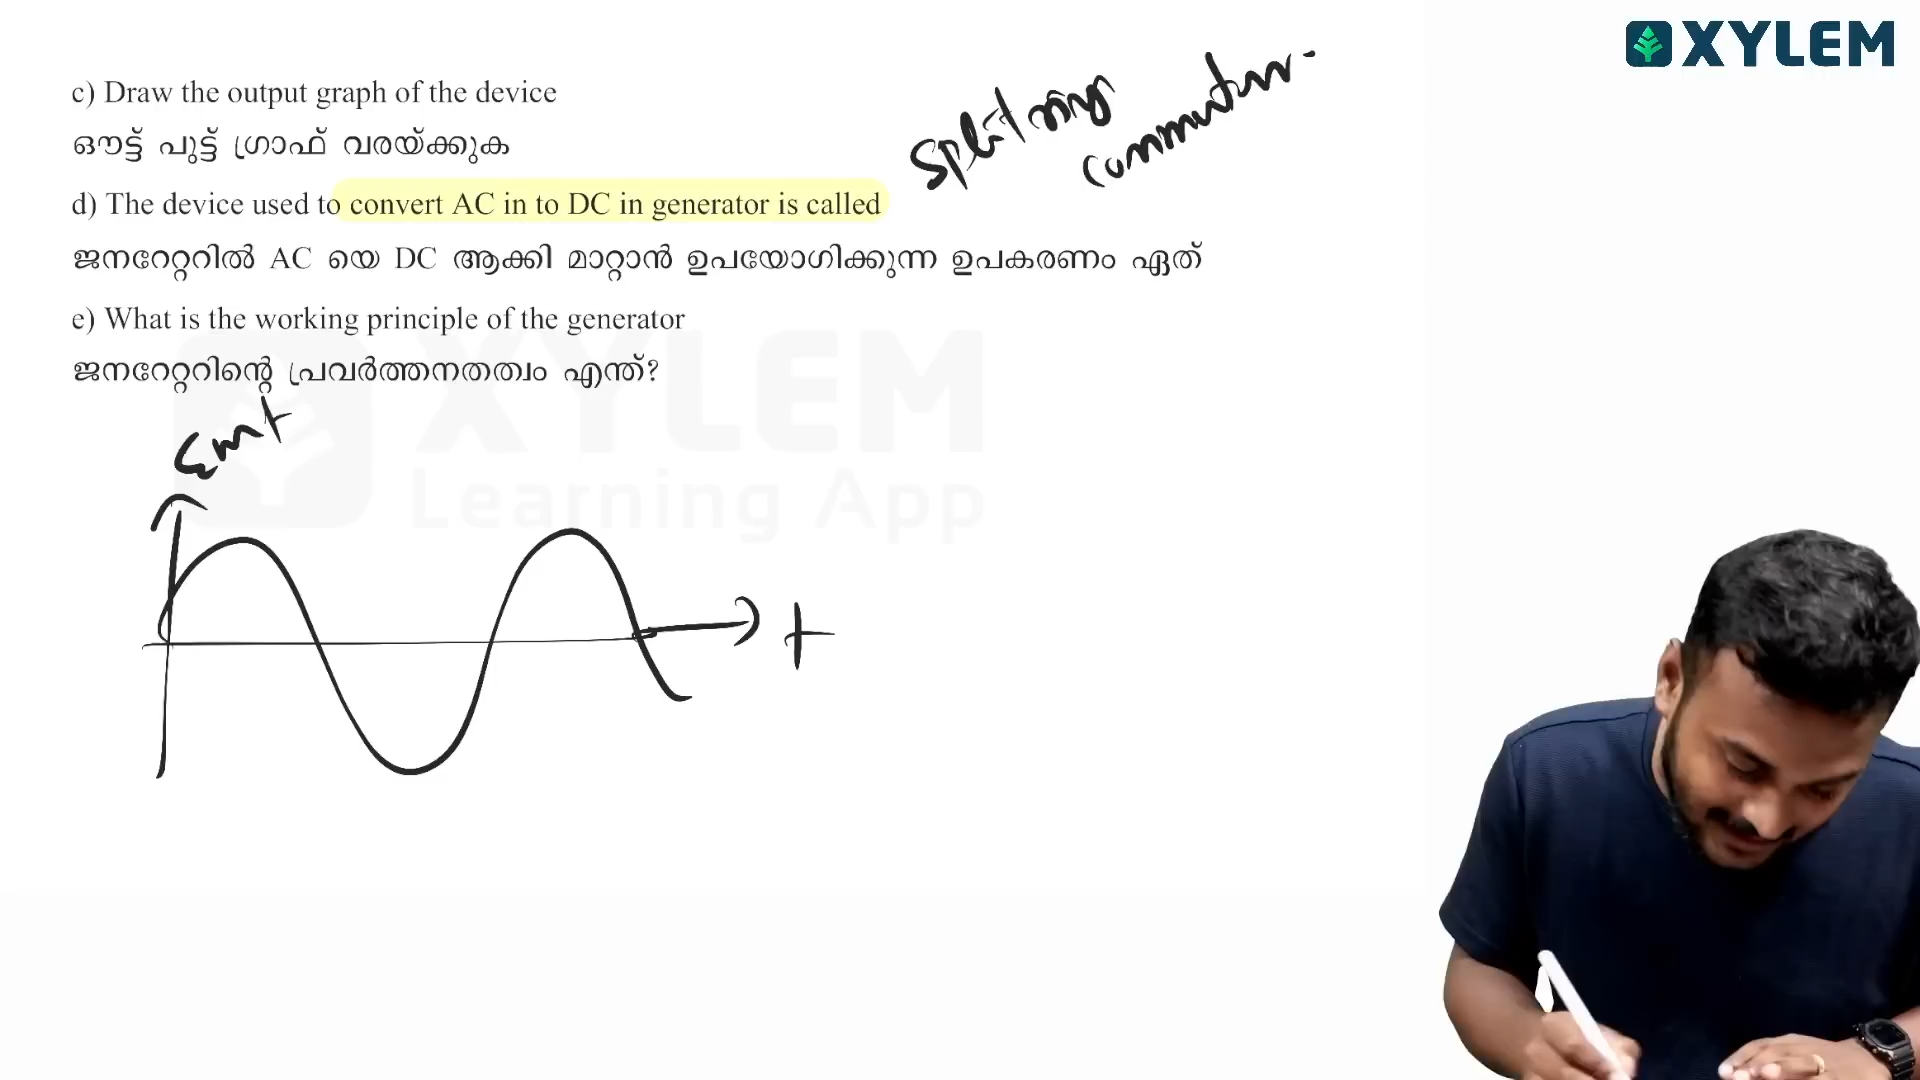 XYLEM
c) Draw the output graph of the device
ഔട്ട് പുട്ട് ഗ്രാഫ് വരയ്ക്കുക
split ring
commutator
d) The device used to convert AC in to DC in generator is called
ജനറേറ്ററിൽ AC യെ DC ആക്കി മാറ്റാൻ ഉപയോഗിക്കുന്ന ഉപകരണം ഏത്
e) What is the working principle of the generator
ജനറേറ്ററിന്റെ പ്രവർത്തനതത്വം എന്ത്?
XYLEM
Learning App
Emf
t